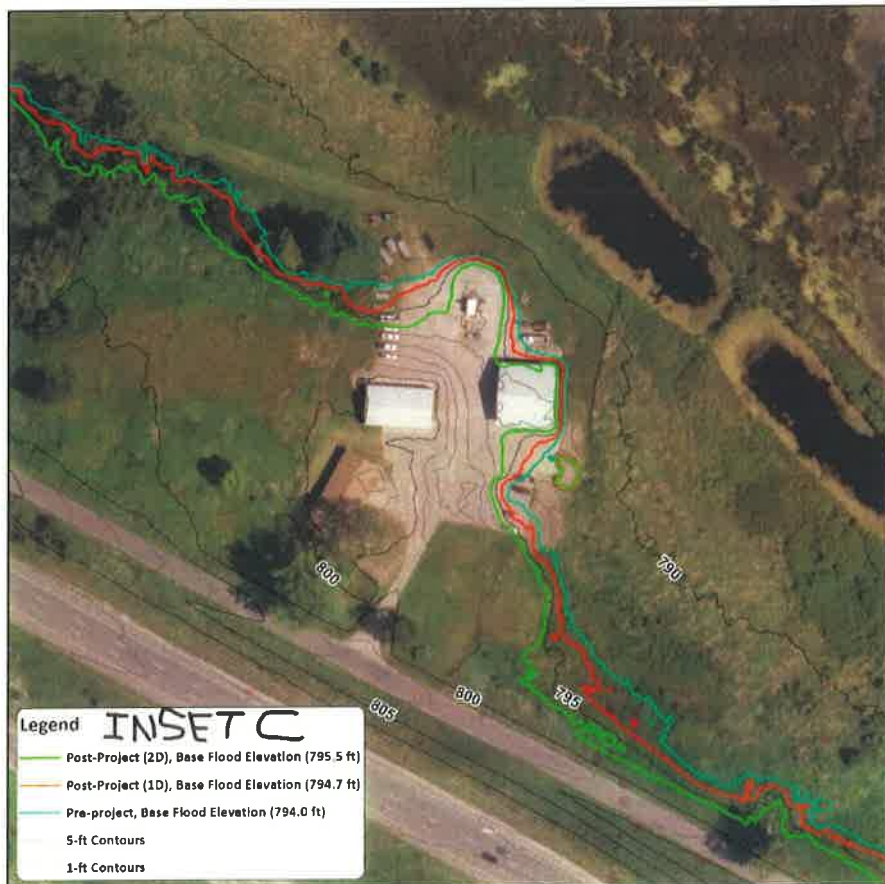 800
790
795
800
805
Legend INSET C
Post-Project (2D), Base Flood Elevation (795.5 ft)
Post-Project (1D), Base Flood Elevation (794.7 ft)
Pre-project, Base Flood Elevation (794.0 ft)
5-ft Contours
1-ft Contours